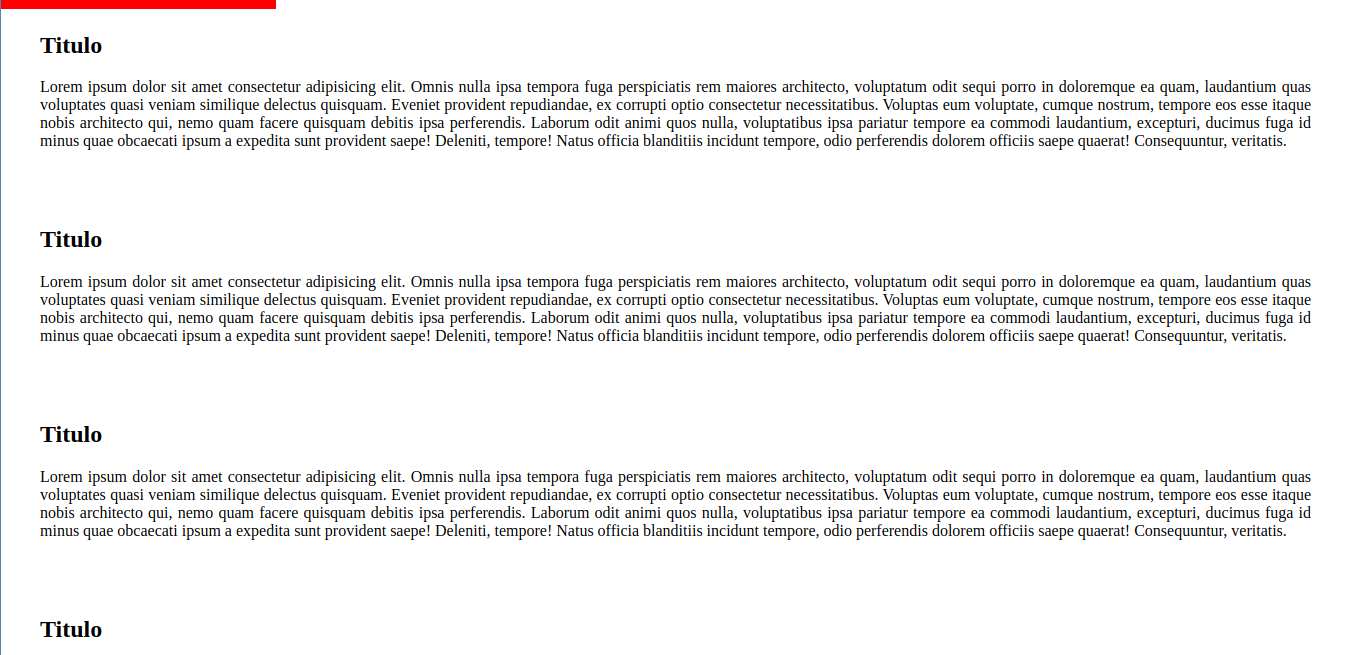 Titulo
Lorem ipsum dolor sit amet consectetur adipisicing elit. Omnis nulla ipsa tempora fuga perspiciatis rem maiores architecto, voluptatum odit sequi porro in doloremque ea quam, laudantium quas
voluptates quasi veniam similique delectus quisquam. Eveniet provident repudiandae, ex corrupti optio consectetur necessitatibus. Voluptas eum voluptate, cumque nostrum, tempore eos esse itaque
nobis architecto qui, nemo quam facere quisquam debitis ipsa perferendis. Laborum odit animi quos nulla, voluptatibus ipsa pariatur tempore ea commodi laudantium, excepturi, ducimus fuga id
minus quae obcaecati ipsum a expedita sunt provident saepe! Deleniti, tempore! Natus officia blanditiis incidunt tempore, odio perferendis dolorem officiis saepe quaerat! Consequuntur, veritatis.
Titulo
Lorem ipsum dolor sit amet consectetur adipisicing elit. Omnis nulla ipsa tempora fuga perspiciatis rem maiores architecto, voluptatum odit sequi porro in doloremque ea quam, laudantium quas
voluptates quasi veniam similique delectus quisquam. Eveniet provident repudiandae, ex corrupti optio consectetur necessitatibus. Voluptas eum voluptate, cumque nostrum, tempore eos esse itaque
nobis architecto qui, nemo quam facere quisquam debitis ipsa perferendis. Laborum odit animi quos nulla, voluptatibus ipsa pariatur tempore ea commodi laudantium, excepturi, ducimus fuga id
minus quae obcaecati ipsum a expedita sunt provident saepe! Deleniti, tempore! Natus officia blanditiis incidunt tempore, odio perferendis dolorem officiis saepe quaerat! Consequuntur, veritatis.
Titulo
Lorem ipsum dolor sit amet consectetur adipisicing elit. Omnis nulla ipsa tempora fuga perspiciatis rem maiores architecto, voluptatum odit sequi porro in doloremque ea quam, laudantium quas
voluptates quasi veniam similique delectus quisquam. Eveniet provident repudiandae, ex corrupti optio consectetur necessitatibus. Voluptas eum voluptate, cumque nostrum, tempore eos esse itaque
nobis architecto qui, nemo quam facere quisquam debitis ipsa perferendis. Laborum odit animi quos nulla, voluptatibus ipsa pariatur tempore ea commodi laudantium, excepturi, ducimus fuga id
minus quae obcaecati ipsum a expedita sunt provident saepe! Deleniti, tempore! Natus officia blanditiis incidunt tempore, odio perferendis dolorem officiis saepe quaerat! Consequuntur, veritatis.
Titulo